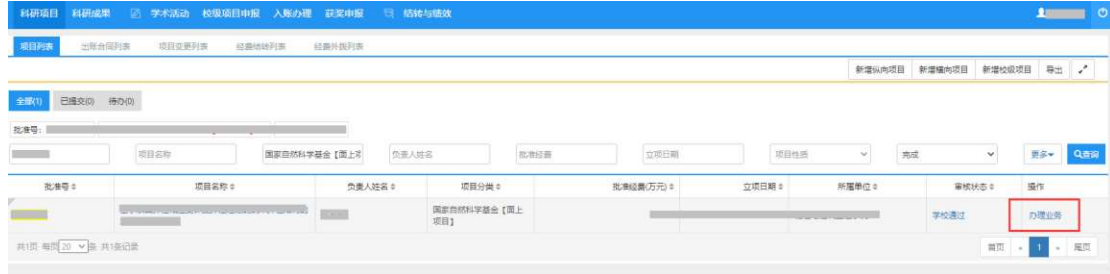 科研项目 科研成果 学术活动 校级项目申报 入账办理 获奖申报 结转与绩效
项目列表 出账合同列表 项目变更列表 经费结转列表 经费外拨列表
新增纵向项目 新增横向项目 新增校级项目 导出
全部(1) 已提交(0) 待办(0)
批准号:
项目名称 国家自然科学基金【面上 负责人姓名 批准经费 立项日期 项目性质 完成 更多 查询
批准号 项目名称 负责人姓名 项目分类 批准经费(万元) 立项日期 所属单位 审核状态 操作
国家自然科学基金【面上
项目】
学校通过 办理业务
共1页 每页 20 条 共1条记录 首页 « 1 » 尾页